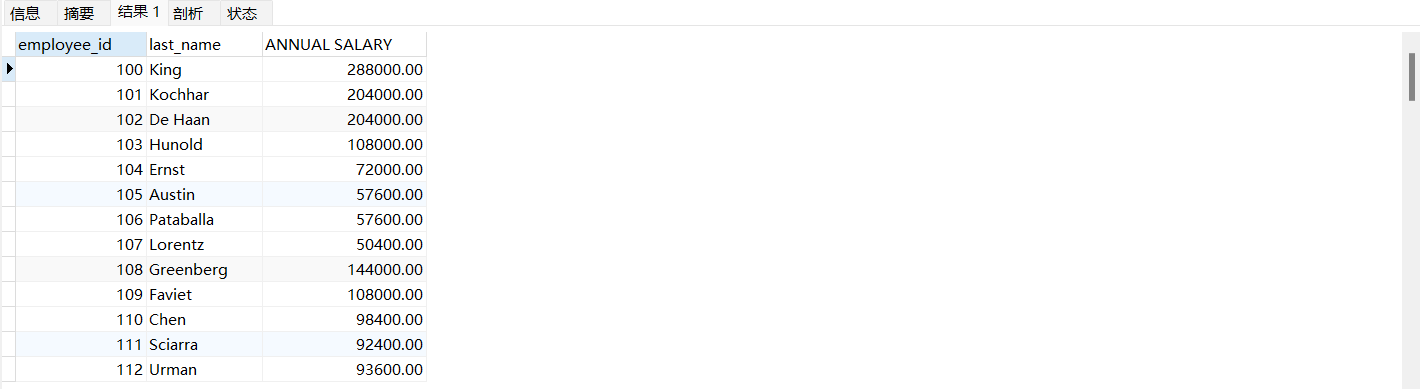 信息 摘要 结果 1 剖析 状态
employee_id last_name ANNUAL SALARY
100 King 288000.00
101 Kochhar 204000.00
102 De Haan 204000.00
103 Hunold 108000.00
104 Ernst 72000.00
105 Austin 57600.00
106 Pataballa 57600.00
107 Lorentz 50400.00
108 Greenberg 144000.00
109 Faviet 108000.00
110 Chen 98400.00
111 Sciarra 92400.00
112 Urman 93600.00